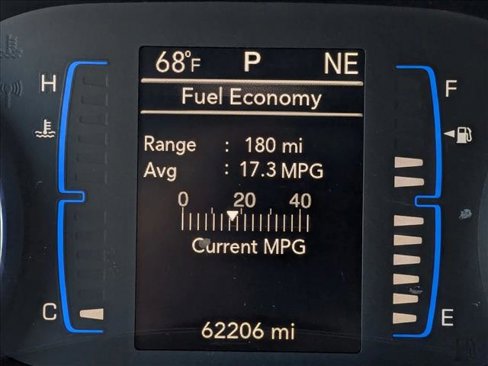 68°F P NE
Fuel Economy
H
F
Range : 180 mi
Avg : 17.3 MPG
0 20 40
Current MPG
C
E
62206 mi